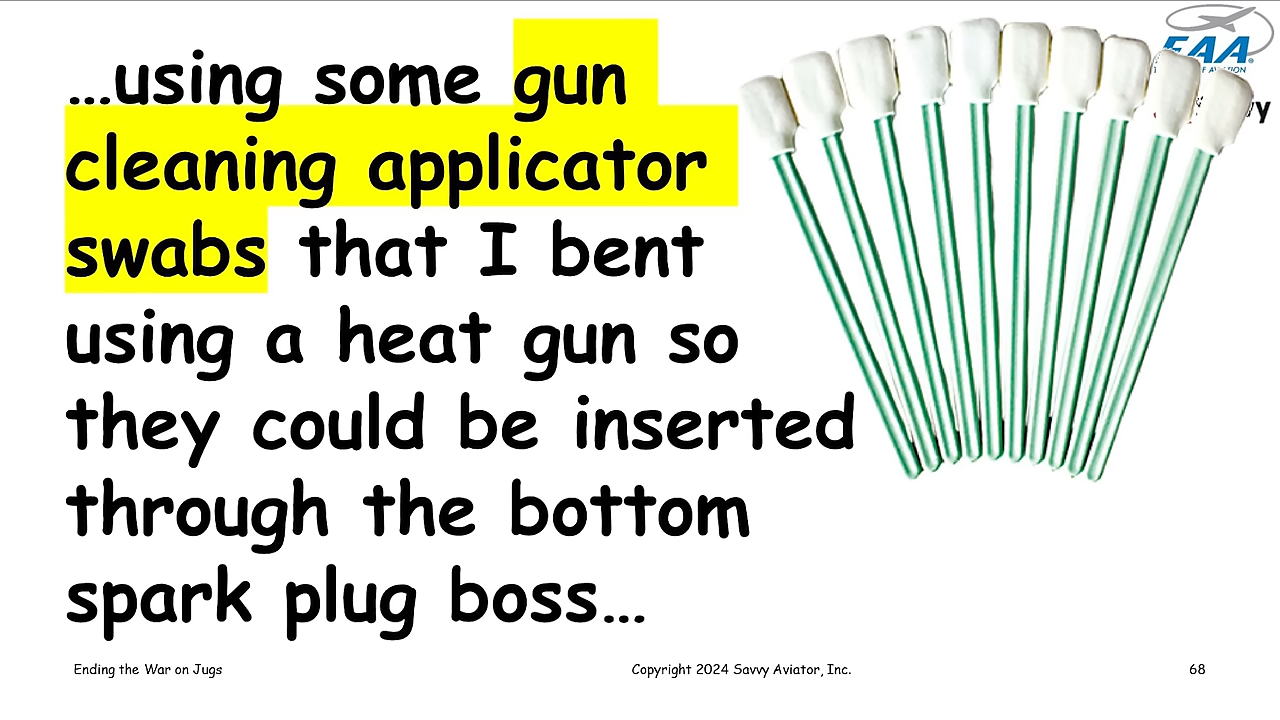 …using some gun
cleaning applicator
swabs that I bent
using a heat gun so
they could be inserted
through the bottom
spark plug boss…
EAA
Ending the War on Jugs
Copyright 2024 Savvy Aviator, Inc.
68